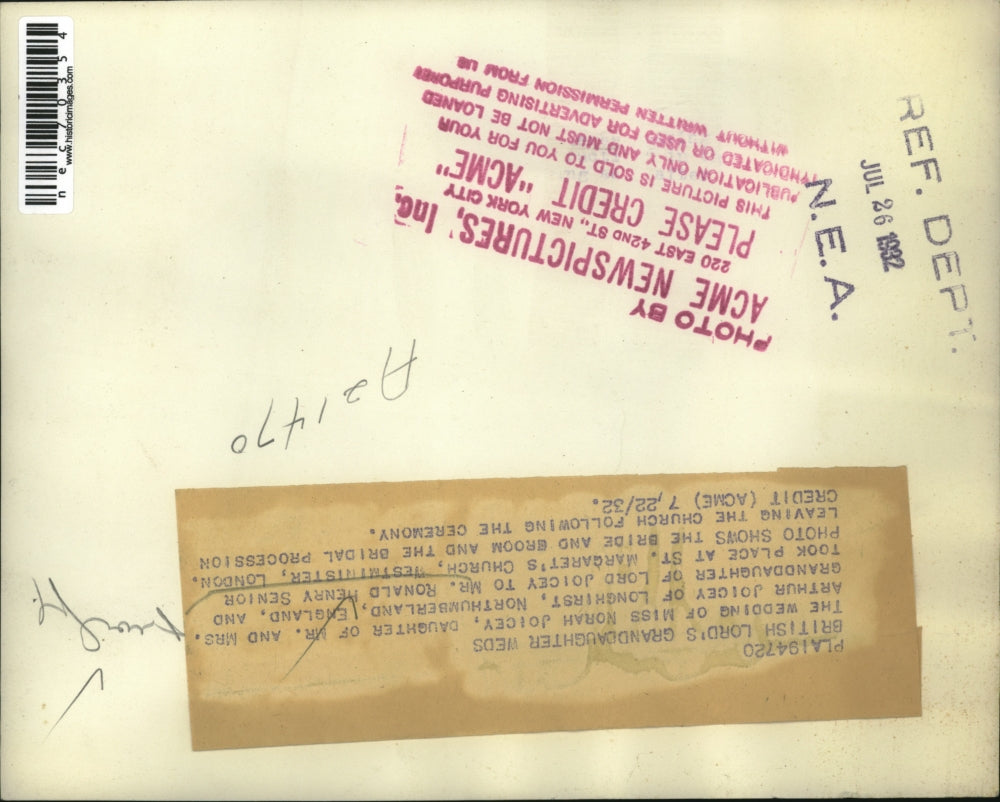 PLA194720
BRITISH LORD'S GRANDDAUGHTER WEDS
THE WEDDING OF MISS NORAH JOICEY, DAUGHTER OF MR. AND MRS.
ARTHUR JOICEY OF LONGHIRST, NORTHUMBERLAND, ENGLAND, AND
GRANDDAUGHTER OF LORD JOICEY TO MR. RONALD HENRY SENIOR
TOOK PLACE AT ST. MARGARET'S CHURCH, WESTMINISTER, LONDON.
PHOTO SHOWS THE BRIDE AND GROOM AND THE BRIDAL PROCESSION
LEAVING THE CHURCH FOLLOWING THE CEREMONY.
CREDIT (ACME) 7,22/32.
A21470
PHOTO BY
ACME NEWSPICTURES, Inc.
220 EAST 42ND ST., NEW YORK CITY
PLEASE CREDIT "ACME"
THIS PICTURE IS SOLD TO YOU FOR YOUR
PUBLICATION ONLY AND MUST NOT BE LOANED
SYNDICATED OR USED FOR ADVERTISING PURPOSES
WITHOUT WRITTEN PERMISSION FROM US
REF. DEPT.
JUL 26 1932
N.E.A.
nec70354
www.historicimages.com